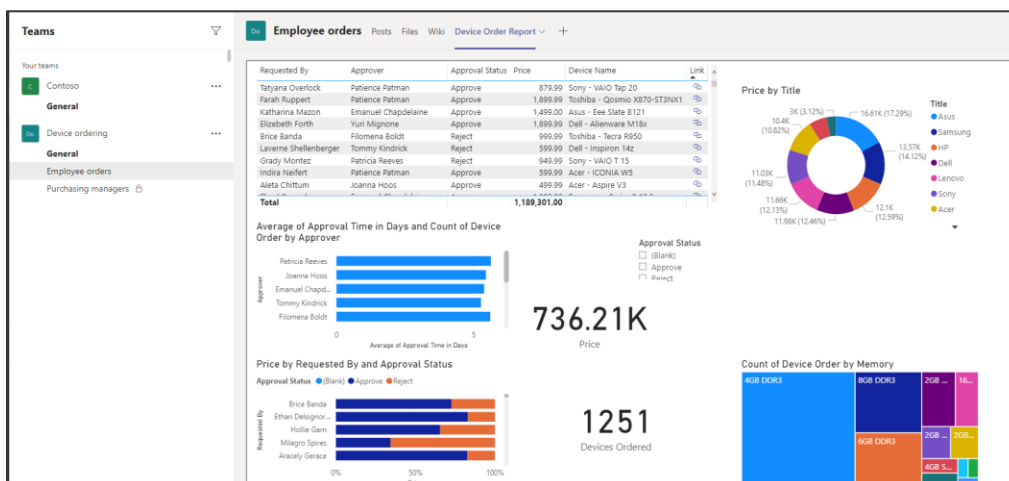 Teams
Your teams
C
Contoso
...
General
Do
Device ordering
...
General
Employee orders
Purchasing managers
Do
Employee orders
Posts
Files
Wiki
Device Order Report
+
Requested By Approver Approval Status Price Device Name Link
Tatyana Overlock Patience Patman Approve 879.99 Sony - VAIO Tap 20
Farah Ruppert Patience Patman Approve 1,899.99 Toshiba - Qosmio X870-ST3NX1
Katharina Mazon Emanuel Chapdelaine Approve 1,499.00 Asus - Eee Slate B121
Elizebeth Forth Yuri Mignone Approve 1,899.99 Dell - Alienware M18x
Brice Banda Filomena Boldt Reject 999.99 Toshiba - Tecra R950
Laverne Shellenberger Tommy Kindrick Reject 599.99 Dell - Inspiron 14z
Grady Montez Patricia Reeves Reject 949.99 Sony - VAIO T 15
Indira Neifert Patience Patman Approve 599.99 Acer - ICONIA W5
Aleta Chittum Joanna Hoos Approve 499.99 Acer - Aspire V3
Total 1,189,301.00
Price by Title
3K (3.12%)
16.61K (17.29%)
10.4K
(10.82%)
13.57K
(14.12%)
11.03K
(11.48%)
11.66K
(12.13%)
12.1K
(12.59%)
11.98K (12.46%)
Title
Asus
Samsung
HP
Dell
Lenovo
Sony
Acer
Average of Approval Time in Days and Count of Device
Order by Approver
Approver
Patricia Reeves
Joanna Hoos
Emanuel Chapd...
Tommy Kindrick
Filomena Boldt
0 5
Average of Approval Time in Days
Approval Status
(Blank)
Approve
Reject
736.21K
Price
Price by Requested By and Approval Status
Approval Status (Blank) Approve Reject
Requested By
Brice Banda
Ethan Delsignor...
Hollie Garn
Milagro Spires
Aracely Gerace
0% 50% 100%
1251
Devices Ordered
Count of Device Order by Memory
4GB DDR3
8GB DDR3
2GB ...
16...
6GB DDR3
2GB ...
2GB...
4GB S...